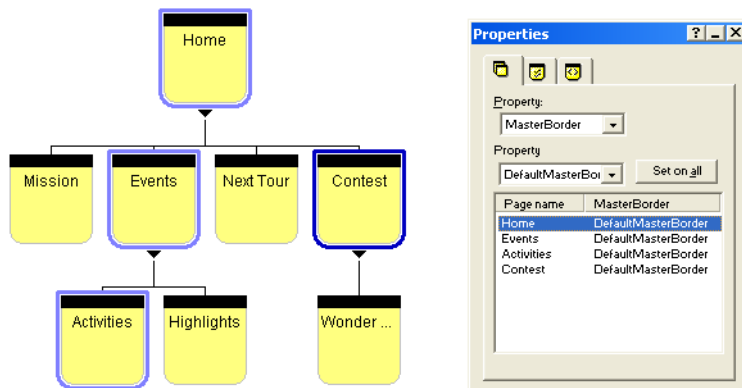 Home
Mission Events Next Tour Contest
Activities Highlights Wonder ...
Properties
Property:
MasterBorder
Property
DefaultMasterBor Set on all
Page name MasterBorder
Home DefaultMasterBorder
Events DefaultMasterBorder
Activities DefaultMasterBorder
Contest DefaultMasterBorder